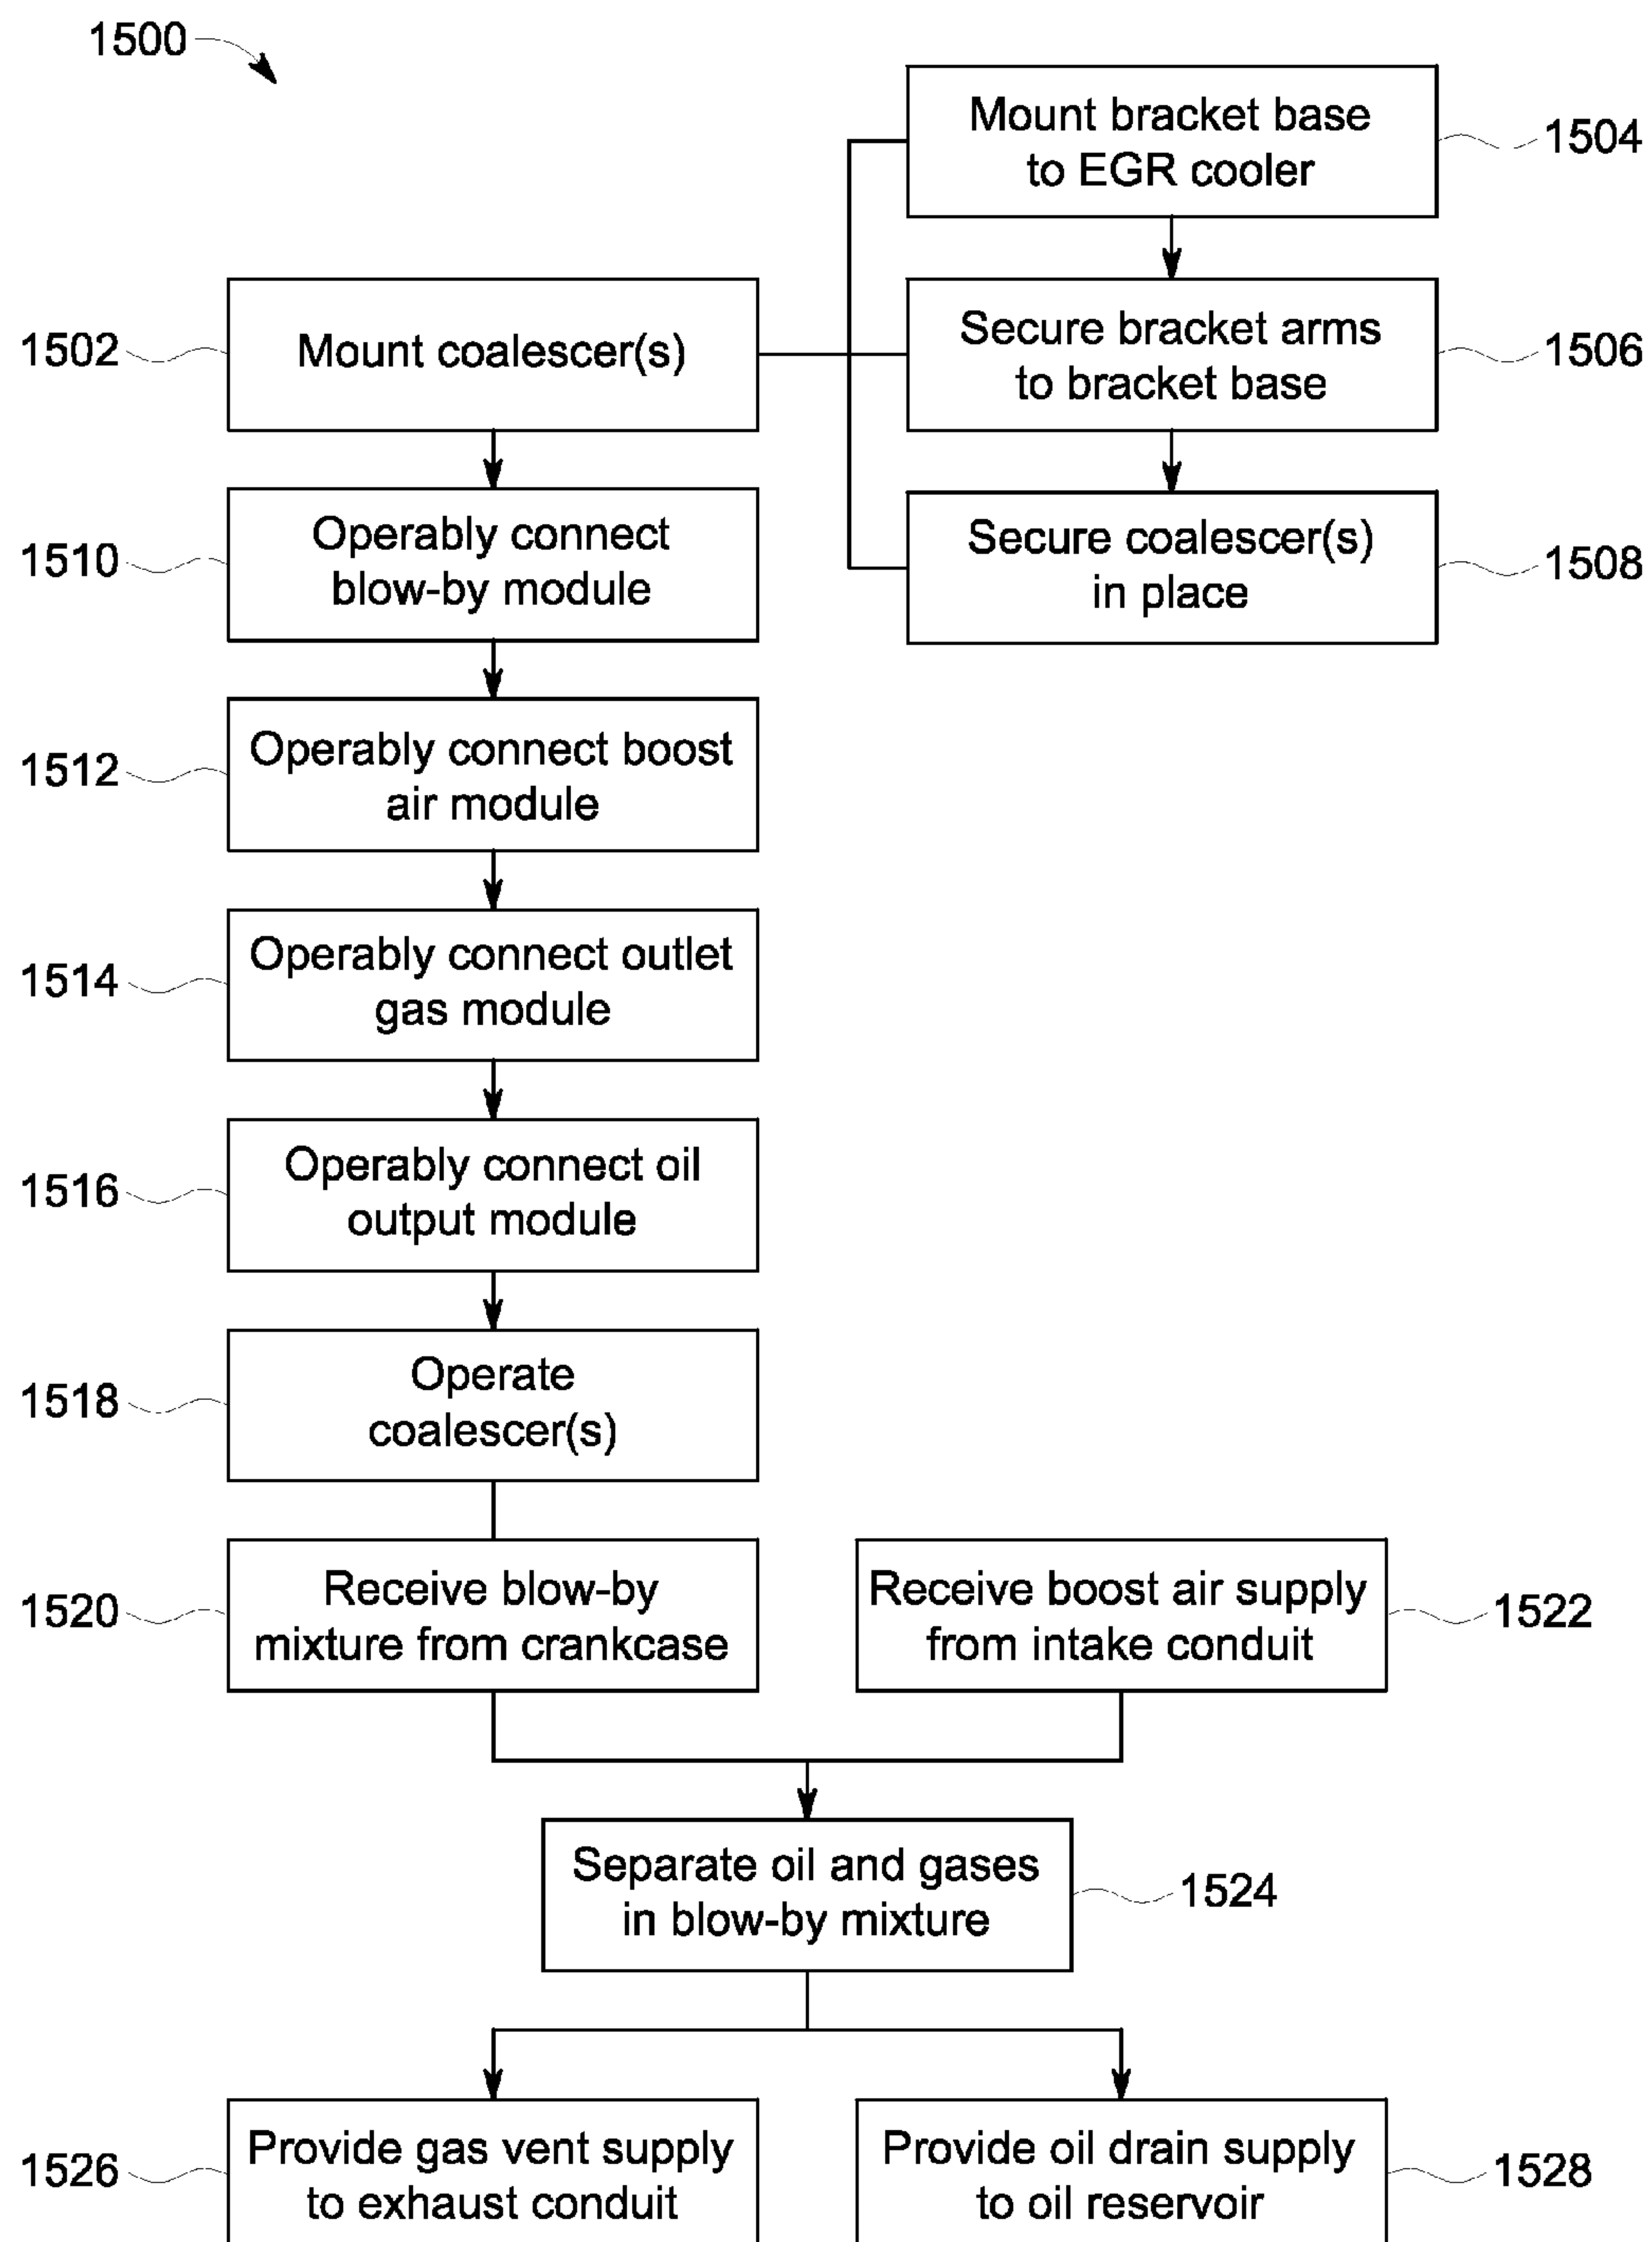 1500
Mount bracket base
to EGR cooler
1504
1502
Mount coalescer(s)
Secure bracket arms
to bracket base
1506
Secure coalescer(s)
in place
1508
1510
Operably connect
blow-by module
1512
Operably connect boost
air module
1514
Operably connect outlet
gas module
1516
Operably connect oil
output module
1518
Operate
coalescer(s)
1520
Receive blow-by
mixture from crankcase
Receive boost air supply
from intake conduit
1522
Separate oil and gases
in blow-by mixture
1524
1526
Provide gas vent supply
to exhaust conduit
Provide oil drain supply
to oil reservoir
1528